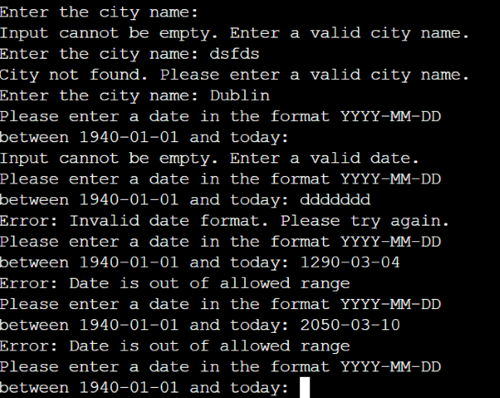 Enter the city name:
Input cannot be empty. Enter a valid city name.
Enter the city name: dsfds
City not found. Please enter a valid city name.
Enter the city name: Dublin
Please enter a date in the format YYYY-MM-DD
between 1940-01-01 and today:
Input cannot be empty. Enter a valid date.
Please enter a date in the format YYYY-MM-DD
between 1940-01-01 and today: ddddddd
Error: Invalid date format. Please try again.
Please enter a date in the format YYYY-MM-DD
between 1940-01-01 and today: 1290-03-04
Error: Date is out of allowed range
Please enter a date in the format YYYY-MM-DD
between 1940-01-01 and today: 2050-03-10
Error: Date is out of allowed range
Please enter a date in the format YYYY-MM-DD
between 1940-01-01 and today: